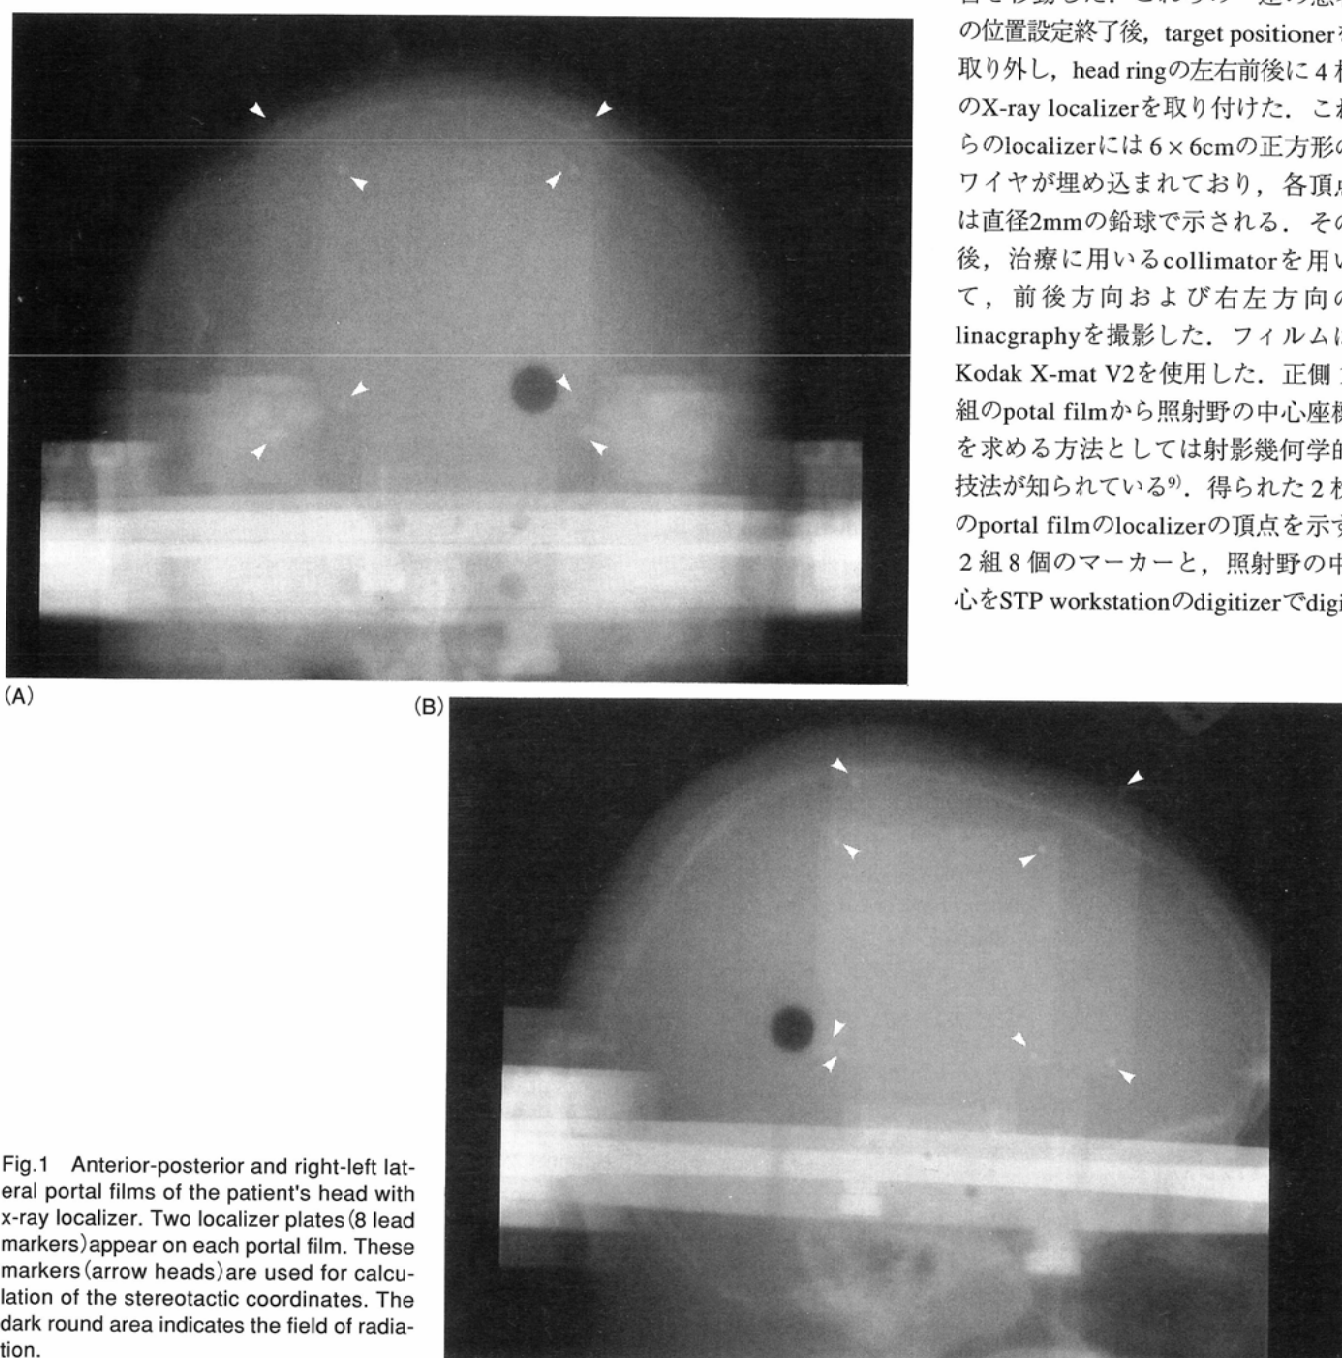 の位置設定終了後，target positioner
取り外し，head ringの左右前後に 4
のX-ray localizerを取り付けた． これ
らのlocalizerには 6 × 6cmの正方形の
ワイヤが埋め込まれており，各頂点
は直径2mmの鉛球で示される．その
後，治療に用いるcollimatorを用い
て，前後方向および右左方向の
linacgraphyを撮影した．フィルムは
Kodak X-mat V2を使用した．正側
組のpotal filmから照射野の中心座標
を求める方法としては射影幾何学的
技法が知られている9)．得られた 2 枚
のportal filmのlocalizerの頂点を示す
2 組 8 個のマーカーと，照射野の中
心をSTP workstationのdigitizerでdigi
(A)
(B)
Fig.1 Anterior-posterior and right-left lat-
eral portal films of the patient's head with
x-ray localizer. Two localizer plates(8 lead
markers)appear on each portal film. These
markers(arrow heads)are used for calcu-
lation of the stereotactic coordinates. The
dark round area indicates the field of radia-
tion.